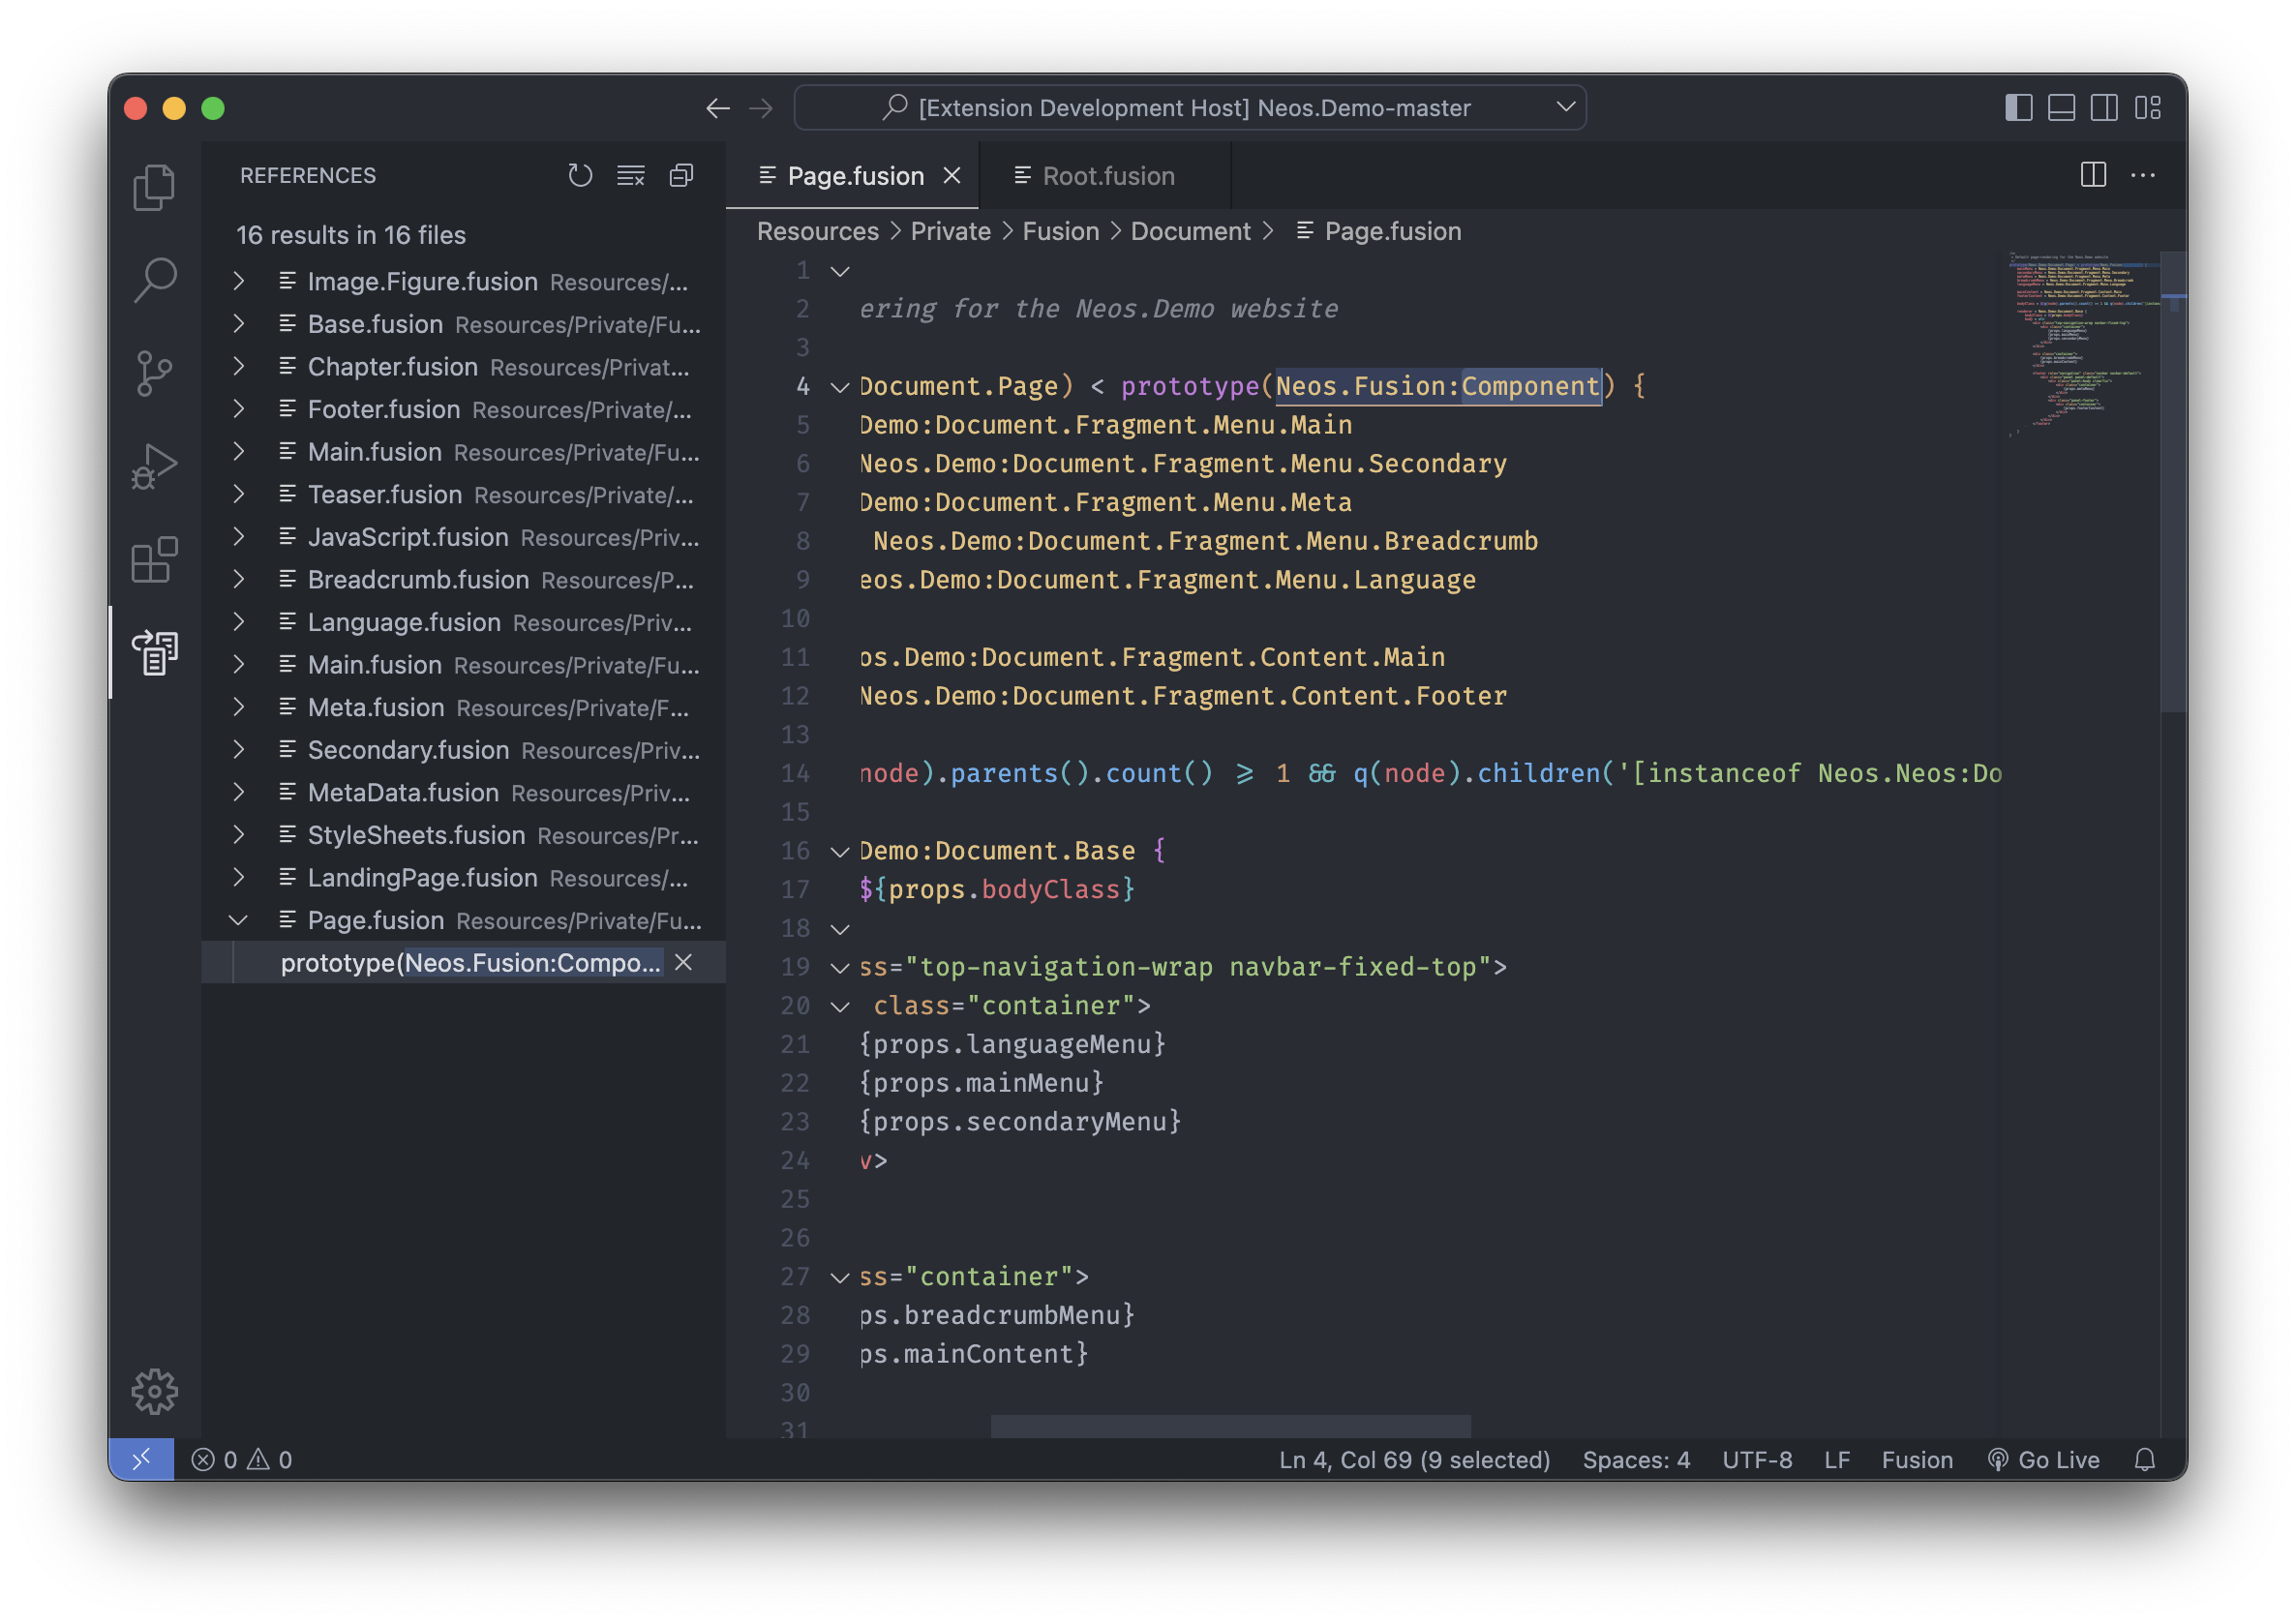 [Extension Development Host] Neos.Demo-master
REFERENCES
16 results in 16 files
Image.Figure.fusion Resources/...
Base.fusion Resources/Private/Fu...
Chapter.fusion Resources/Privat...
Footer.fusion Resources/Private/...
Main.fusion Resources/Private/Fu...
Teaser.fusion Resources/Private/...
JavaScript.fusion Resources/Priv...
Breadcrumb.fusion Resources/P...
Language.fusion Resources/Priv...
Main.fusion Resources/Private/Fu...
Meta.fusion Resources/Private/F...
Secondary.fusion Resources/Priv...
MetaData.fusion Resources/Priv...
StyleSheets.fusion Resources/Pr...
LandingPage.fusion Resources/...
Page.fusion Resources/Private/Fu...
prototype(Neos.Fusion:Compo...
Page.fusion
Root.fusion
Resources > Private > Fusion > Document > Page.fusion
1
2 ering for the Neos.Demo website
3
4 Document.Page) < prototype(Neos.Fusion:Component) {
5 Demo:Document.Fragment.Menu.Main
6 Neos.Demo:Document.Fragment.Menu.Secondary
7 Demo:Document.Fragment.Menu.Meta
8 Neos.Demo:Document.Fragment.Menu.Breadcrumb
9 eos.Demo:Document.Fragment.Menu.Language
10
11 os.Demo:Document.Fragment.Content.Main
12 Neos.Demo:Document.Fragment.Content.Footer
13
14 node).parents().count() ⩾ 1 && q(node).children('[instanceof Neos.Neos:Do
15
16 Demo:Document.Base {
17 ${props.bodyClass}
18
19 ss="top-navigation-wrap navbar-fixed-top">
20 class="container">
21 {props.languageMenu}
22 {props.mainMenu}
23 {props.secondaryMenu}
24 v>
25
26
27 ss="container">
28 ps.breadcrumbMenu}
29 ps.mainContent}
30
31
0 0
Ln 4, Col 69 (9 selected) Spaces: 4 UTF-8 LF Fusion Go Live